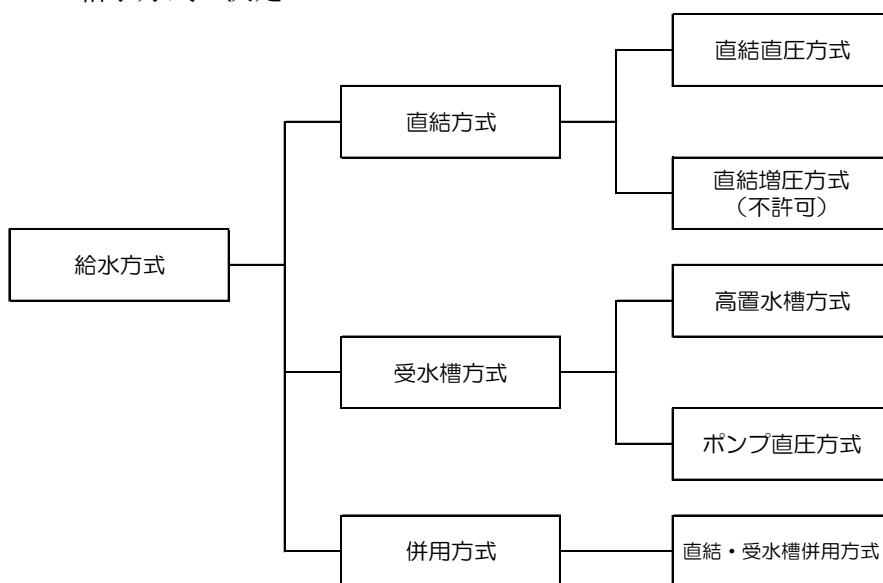 直結直圧方式
直結方式
直結増圧方式
（不許可）
給水方式
高置水槽方式
受水槽方式
ポンプ直圧方式
併用方式
直結・受水槽併用方式